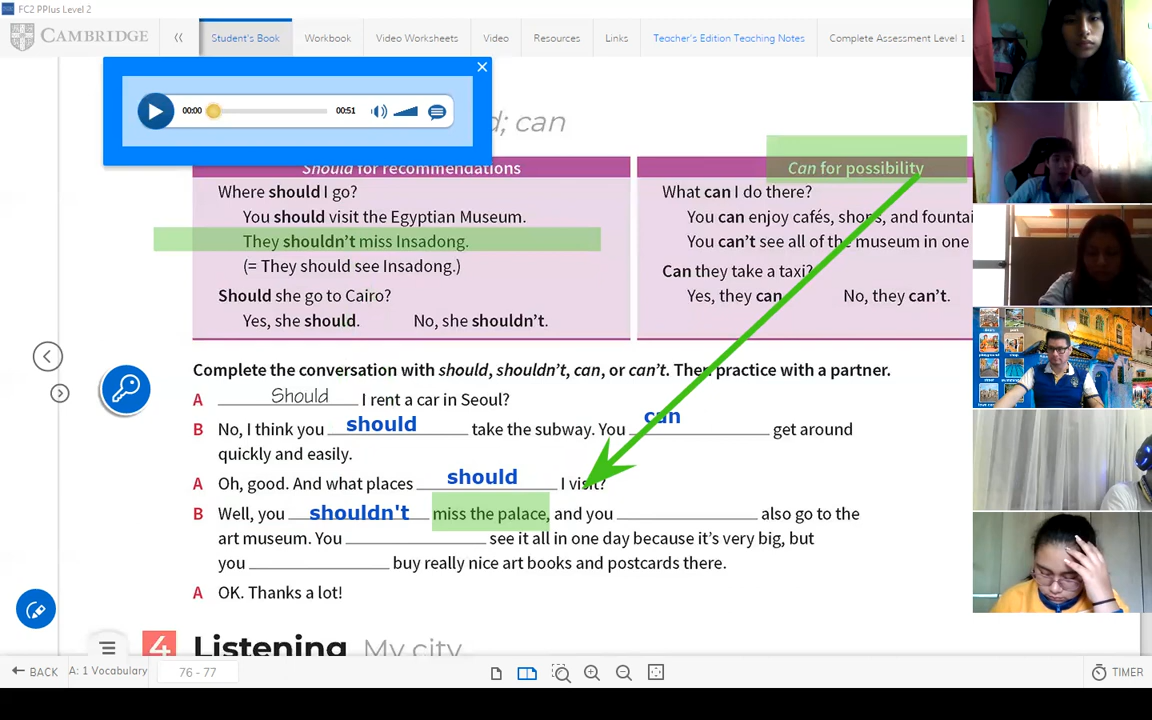 FC2 PPlus Level 2
CAMBRIDGE
Student's Book
Workbook
Video Worksheets
Video
Resources
Links
Teacher's Edition Teaching Notes
Complete Assessment Level 1
00:00
00:51
d; can
Should for recommendations
Where should I go?
You should visit the Egyptian Museum.
They shouldn't miss Insadong.
(= They should see Insadong.)
Should she go to Cairo?
Yes, she should. No, she shouldn't.
Can for possibility
What can I do there?
You can enjoy cafés, shops, and fountai
You can't see all of the museum in one
Can they take a taxi?
Yes, they can. No, they can't.
Complete the conversation with should, shouldn't, can, or can't. Then practice with a partner.
A Should I rent a car in Seoul?
B No, I think you should take the subway. You can get around
quickly and easily.
A Oh, good. And what places should I visit?
B Well, you shouldn't miss the palace, and you ____ also go to the
art museum. You ____ see it all in one day because it's very big, but
you ____ buy really nice art books and postcards there.
A OK. Thanks a lot!
4 Listening My city
BACK
A: 1 Vocabulary
76 - 77
TIMER